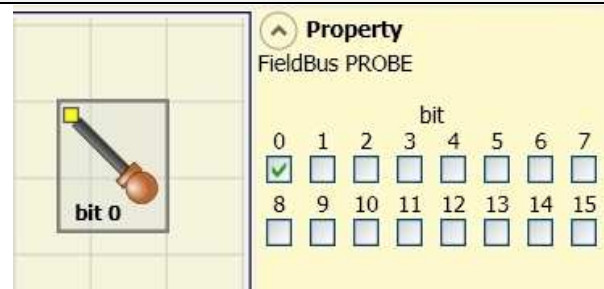 Property
FieldBus PROBE
bit
0 1 2 3 4 5 6 7
8 9 10 11 12 13 14 15
bit 0